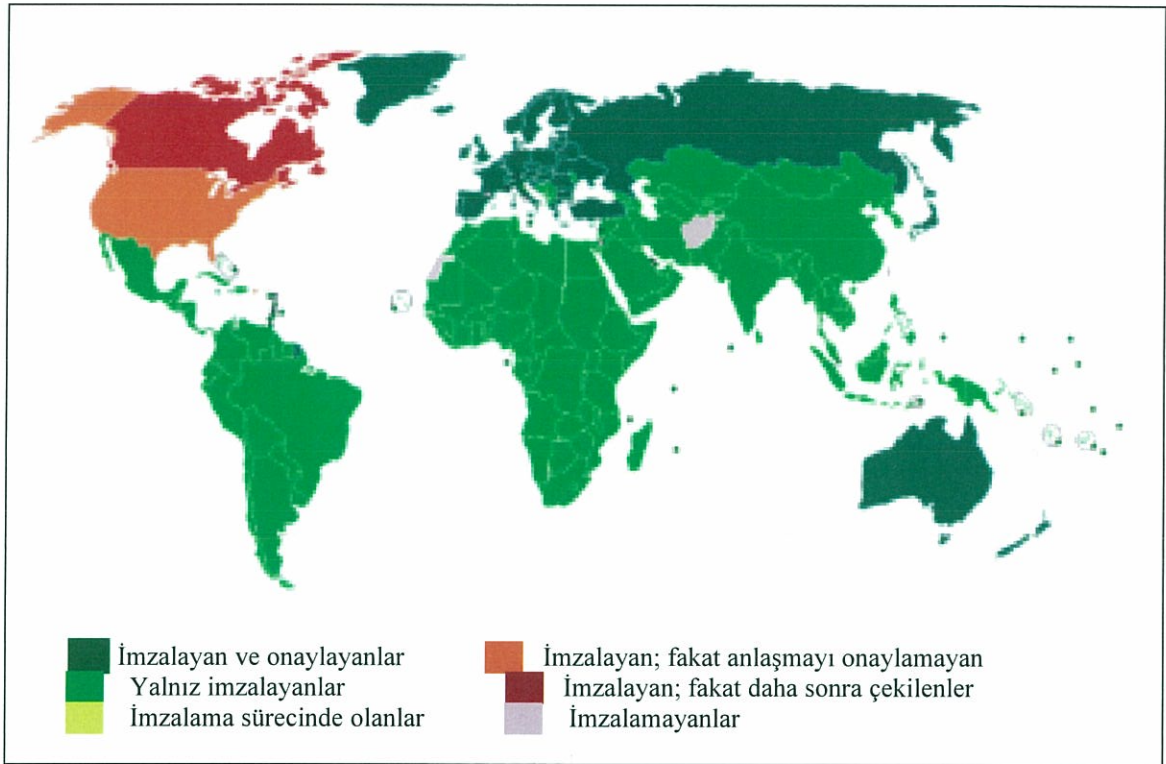 İmzalayan ve onaylayanlar
Yalnız imzalayanlar
İmzalama sürecinde olanlar
İmzalayan; fakat anlaşmayı onaylamayan
İmzalayan; fakat daha sonra çekilenler
İmzalamayanlar